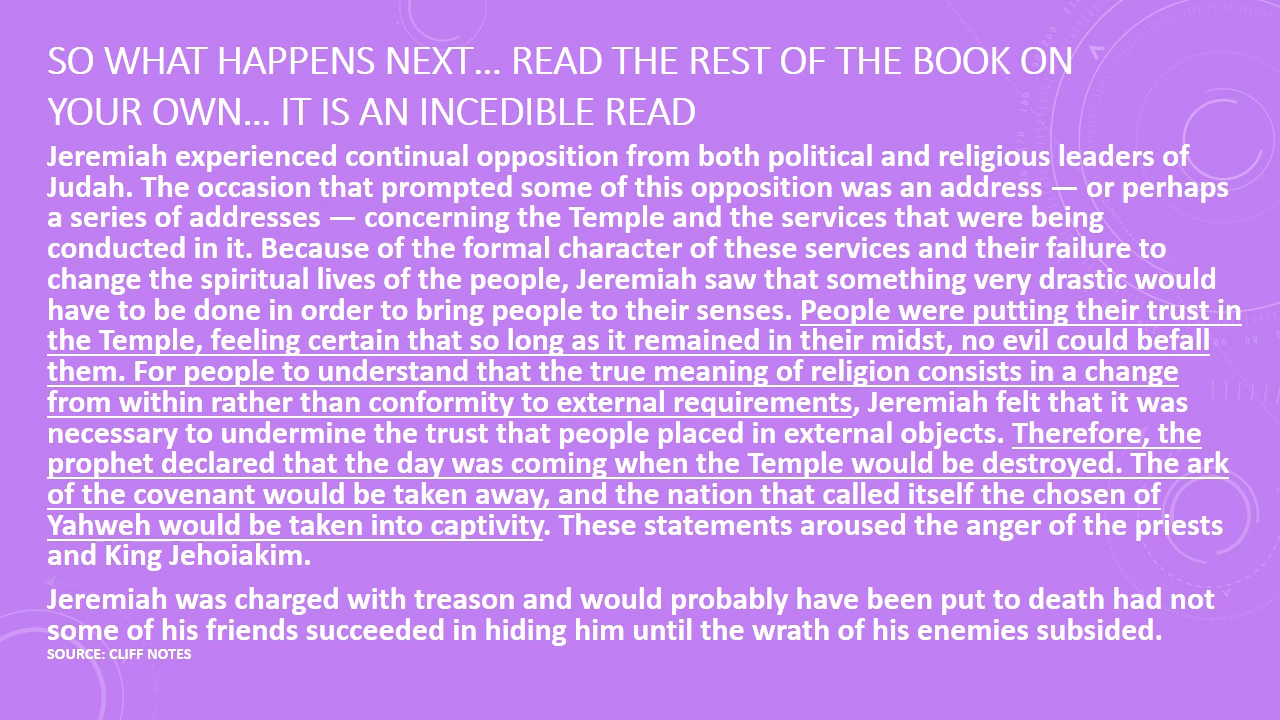 SO WHAT HAPPENS NEXT... READ THE REST OF THE BOOK ON
YOUR OWN... IT IS AN INCEDIBLE READ
Jeremiah experienced continual opposition from both political and religious leaders of
Judah. The occasion that prompted some of this opposition was an address — or perhaps
a series of addresses — concerning the Temple and the services that were being
conducted in it. Because of the formal character of these services and their failure to
change the spiritual lives of the people, Jeremiah saw that something very drastic would
have to be done in order to bring people to their senses. People were putting their trust in
the Temple, feeling certain that so long as it remained in their midst, no evil could befall
them. For people to understand that the true meaning of religion consists in a change
from within rather than conformity to external requirements, Jeremiah felt that it was
necessary to undermine the trust that people placed in external objects. Therefore, the
prophet declared that the day was coming when the Temple would be destroyed. The ark
of the covenant would be taken away, and the nation that called itself the chosen of
Yahweh would be taken into captivity. These statements aroused the anger of the priests
and King Jehoiakim.
Jeremiah was charged with treason and would probably have been put to death had not
some of his friends succeeded in hiding him until the wrath of his enemies subsided.
SOURCE: CLIFF NOTES